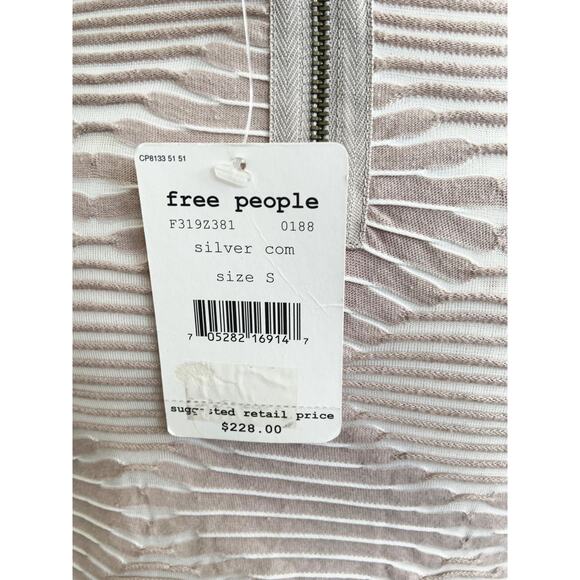 CP8133 51 51
free people
F319Z381 0188
silver com
size S
7 05282 16914 7
suggested retail price
$228.00